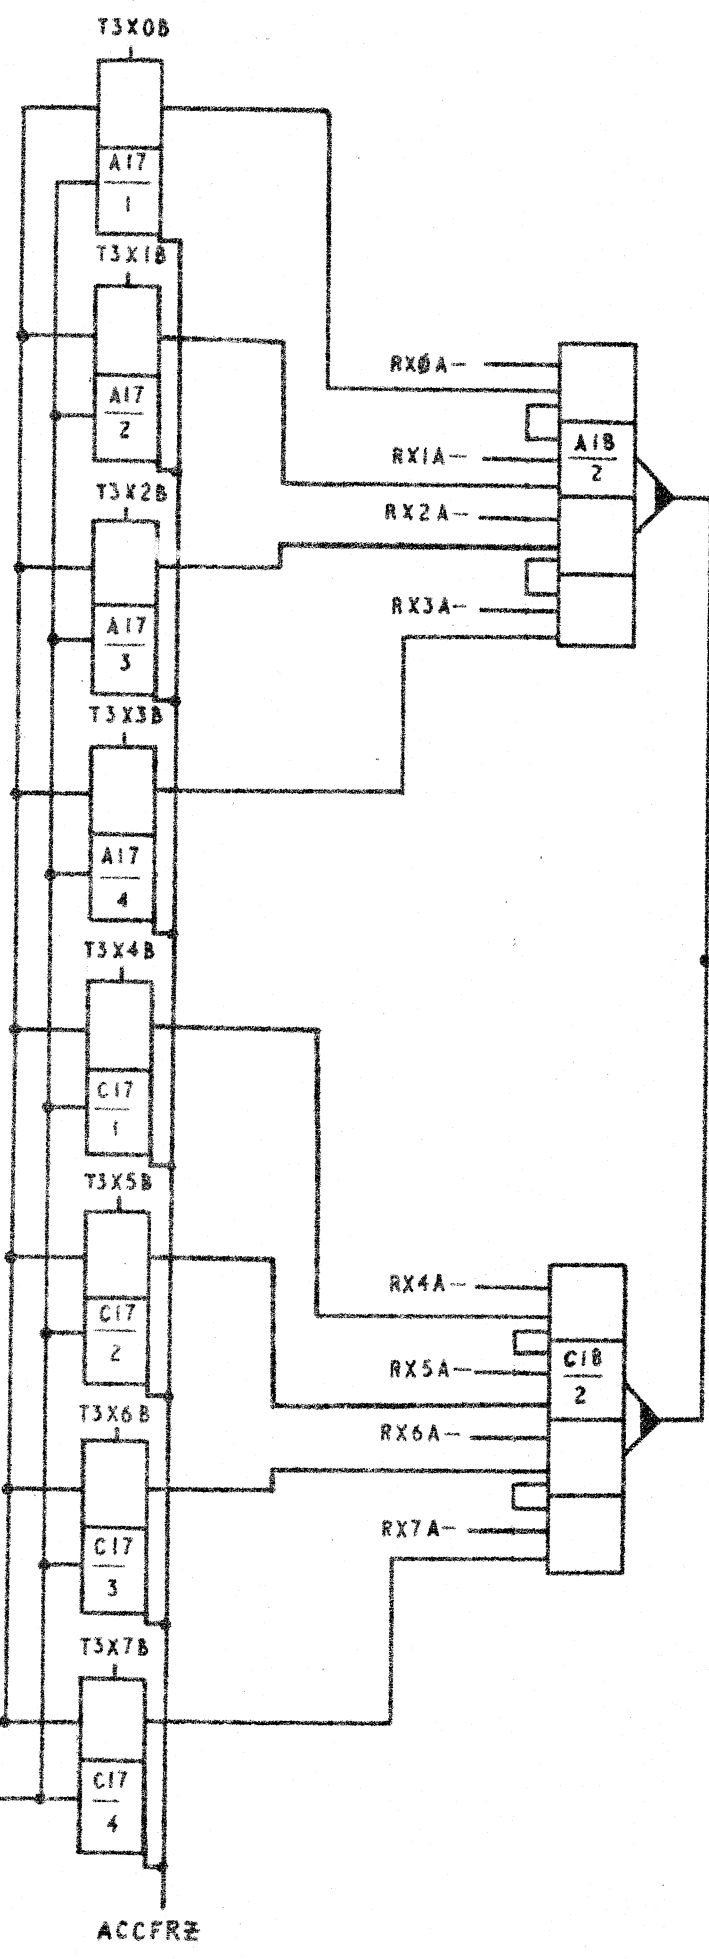 T3X0B
A17
1
T3X1B
A17
2
T3X2B
A17
3
T3X3B
A17
4
T3X4B
C17
1
T3X5B
C17
2
T3X6B
C17
3
T3X7B
C17
4
ACCFRZ
RXØA-
RX1A-
RX2A-
RX3A-
A18
2
RX4A-
RX5A-
RX6A-
RX7A-
C18
2